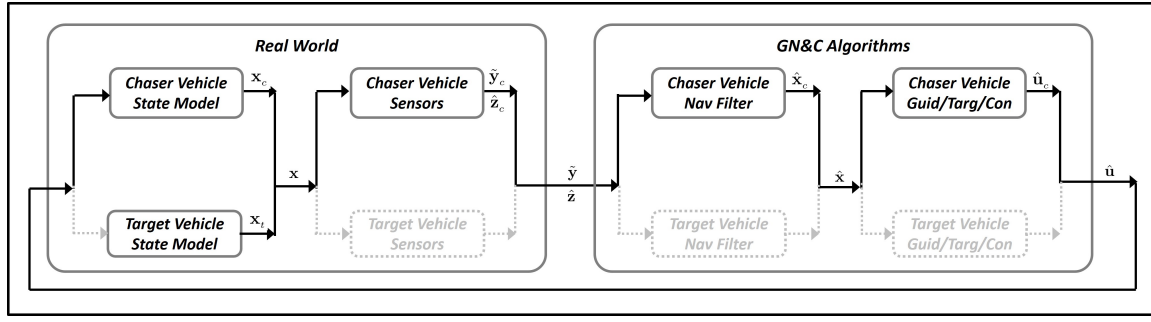 Real World
Chaser Vehicle
State Model
x_c
Target Vehicle
State Model
x_t
x
Chaser Vehicle
Sensors
ỹ_c
ẑ_c
Target Vehicle
Sensors
ỹ
ẑ
GN&C Algorithms
Chaser Vehicle
Nav Filter
x̂_c
Target Vehicle
Nav Filter
x̂
Chaser Vehicle
Guid/Targ/Con
û_c
Target Vehicle
Guid/Targ/Con
û